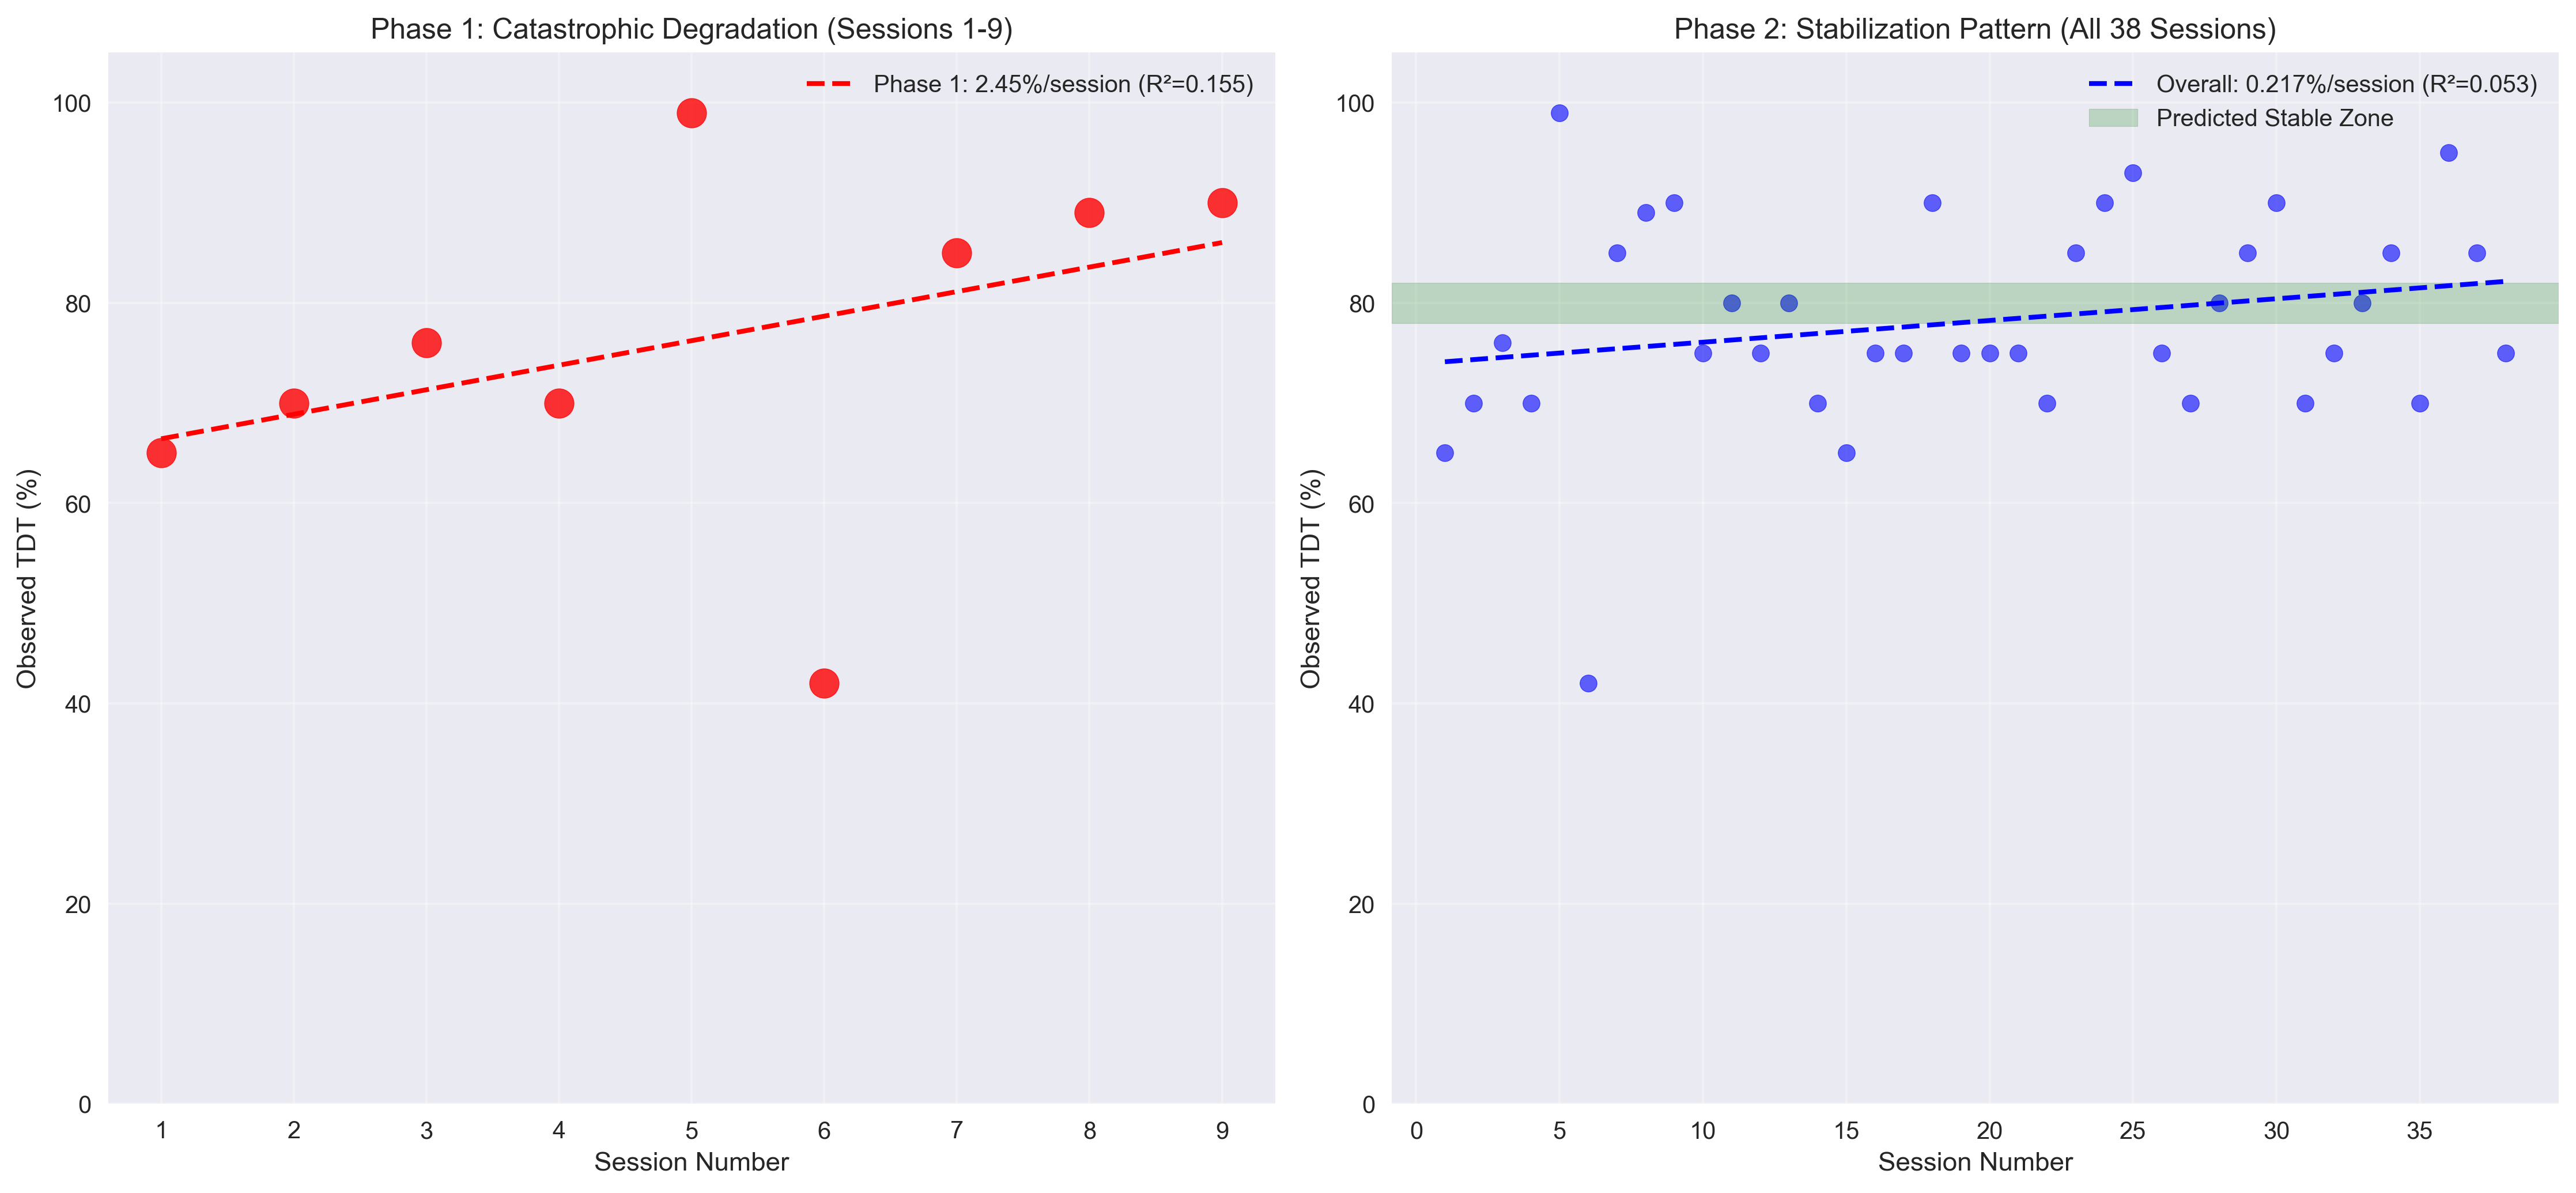 Phase 1: Catastrophic Degradation (Sessions 1-9)
Phase 1: 2.45%/session (R²=0.155)
Observed TDT (%)
100
80
60
40
20
0
1 2 3 4 5 6 7 8 9
Session Number
Phase 2: Stabilization Pattern (All 38 Sessions)
Overall: 0.217%/session (R²=0.053)
Predicted Stable Zone
Observed TDT (%)
100
80
60
40
20
0
0 5 10 15 20 25 30 35
Session Number